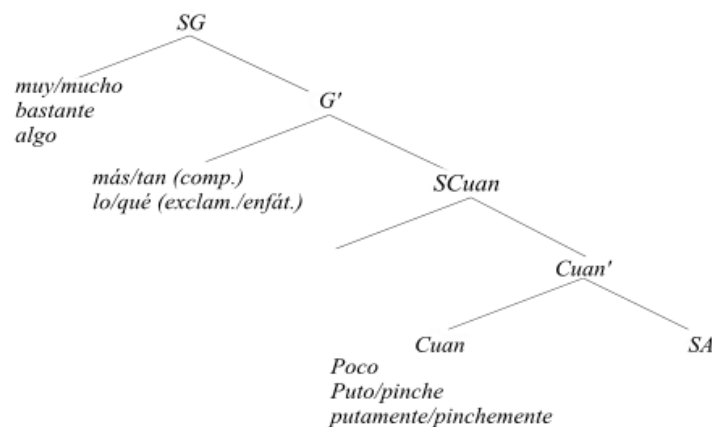 SG
muy/mucho
bastante
algo
G'
más/tan (comp.)
lo/qué (exclam./enfát.)
SCuan
Cuan'
Cuan
SA
Poco
Puto/pinche
putamente/pinchemente